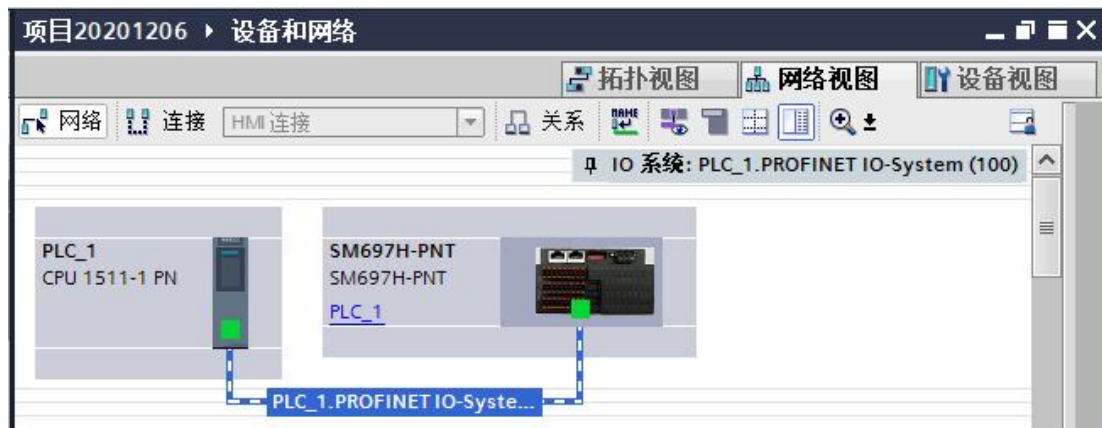 项目20201206 ▸ 设备和网络
拓扑视图 网络视图 设备视图
网络 连接 HMI 连接 关系
IO 系统: PLC_1.PROFINET IO-System (100)
PLC_1
CPU 1511-1 PN
SM697H-PNT
SM697H-PNT
PLC_1
PLC_1.PROFINET IO-Syste...